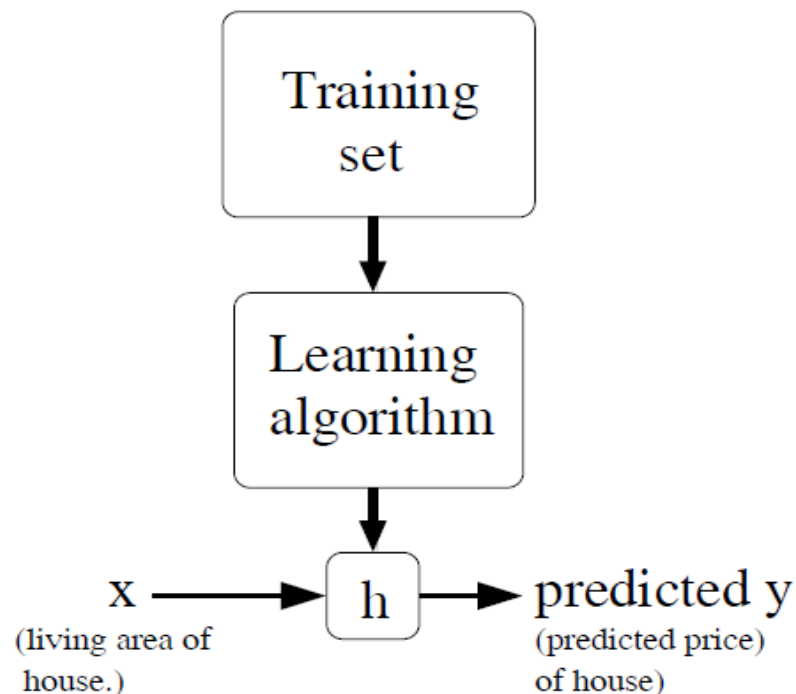 Training
set
Learning
algorithm
x
h
predicted y
(living area of
house.)
(predicted price)
of house)